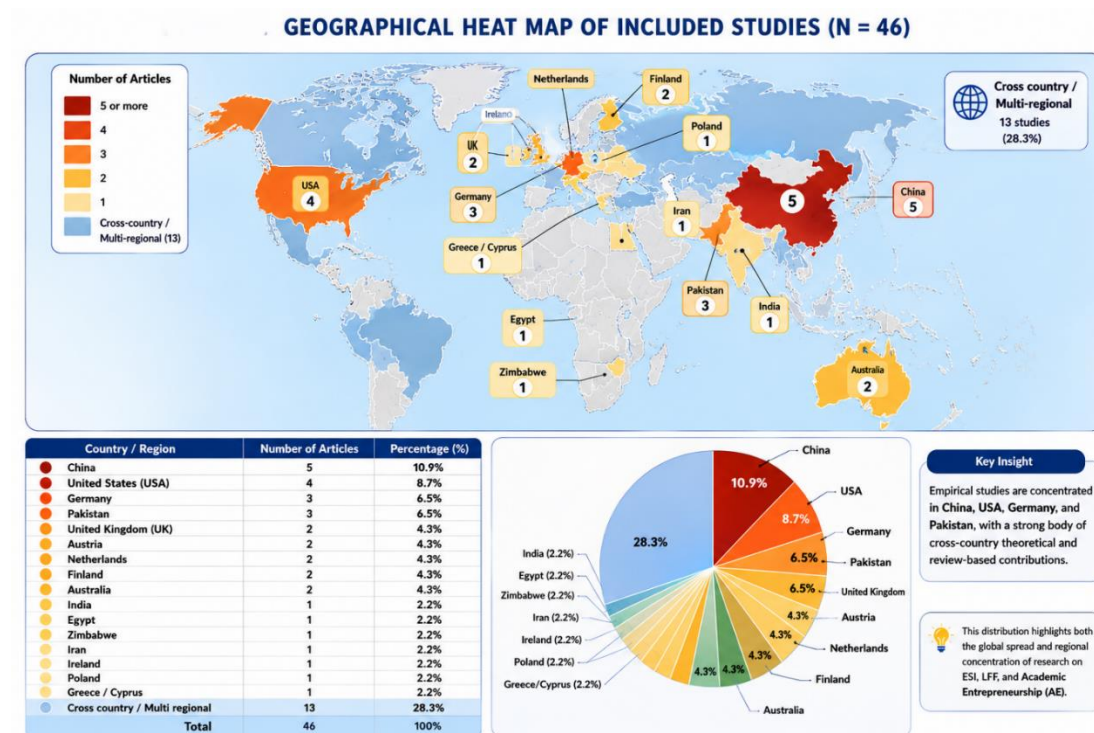 GEOGRAPHICAL HEAT MAP OF INCLUDED STUDIES (N = 46)
Number of Articles
5 or more
4
3
2
1
Cross-country /
Multi-regional (13)
Netherlands
Finland
2
Ireland
UK
2
Poland
1
Germany
3
USA
4
Greece / Cyprus
1
Iran
1
5
China
5
Pakistan
3
India
1
Egypt
1
Zimbabwe
1
Australia
2
Cross country /
Multi-regional
13 studies
(28.3%)
Country / Region Number of Articles Percentage (%)
China 5 10.9%
United States (USA) 4 8.7%
Germany 3 6.5%
Pakistan 3 6.5%
United Kingdom (UK) 2 4.3%
Austria 2 4.3%
Netherlands 2 4.3%
Finland 2 4.3%
Australia 2 4.3%
India 1 2.2%
Egypt 1 2.2%
Zimbabwe 1 2.2%
Iran 1 2.2%
Ireland 1 2.2%
Poland 1 2.2%
Greece / Cyprus 1 2.2%
Cross country / Multi regional 13 28.3%
Total 46 100%
China
10.9%
USA
8.7%
Germany
6.5%
Pakistan
6.5%
United Kingdom
4.3%
Austria
4.3%
Netherlands
4.3%
Finland
4.3%
Australia
4.3%
28.3%
India (2.2%)
Egypt (2.2%)
Zimbabwe (2.2%)
Iran (2.2%)
Ireland (2.2%)
Poland (2.2%)
Greece/Cyprus (2.2%)
Key Insight
Empirical studies are concentrated
in China, USA, Germany, and
Pakistan, with a strong body of
cross-country theoretical and
review-based contributions.
This distribution highlights both
the global spread and regional
concentration of research on
ESI, LFF, and Academic
Entrepreneurship (AE).